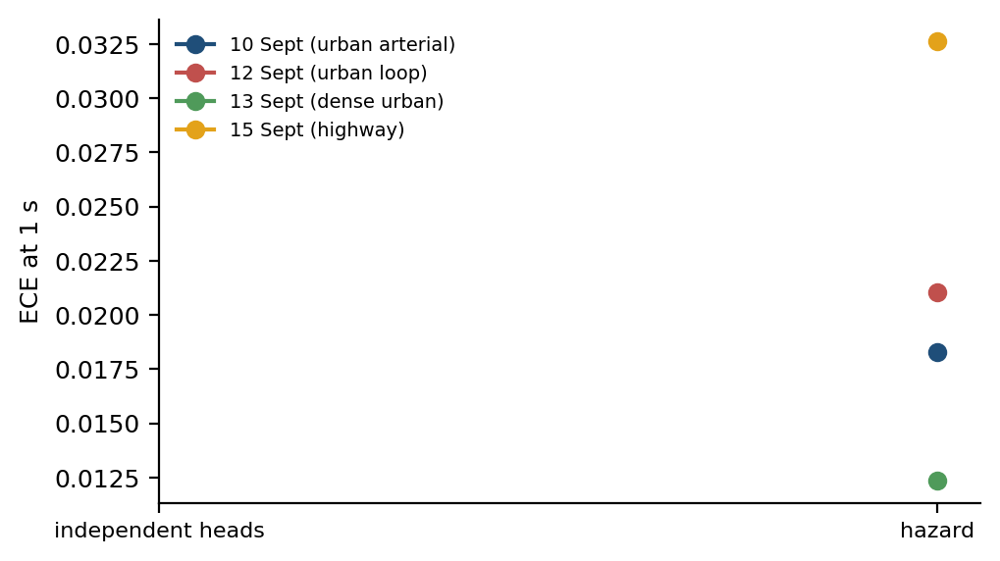 ECE at 1 s
0.0325
0.0300
0.0275
0.0250
0.0225
0.0200
0.0175
0.0150
0.0125
10 Sept (urban arterial)
12 Sept (urban loop)
13 Sept (dense urban)
15 Sept (highway)
independent heads
hazard